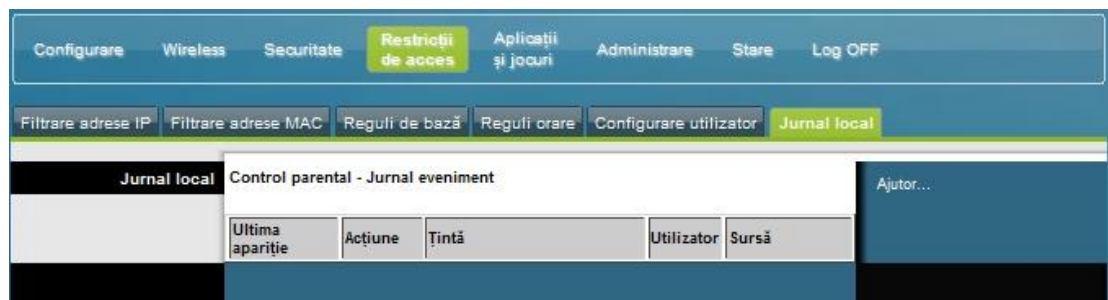 Configurare Wireless Securitate Restricții de acces Aplicații și jocuri Administrare Stare Log OFF
Filtrare adrese IP Filtrare adrese MAC Reguli de bază Reguli orare Configurare utilizator Jurnal local
Jurnal local Control parental - Jurnal eveniment Ajutor...
Ultima apariție Acțiune Țintă Utilizator Sursă